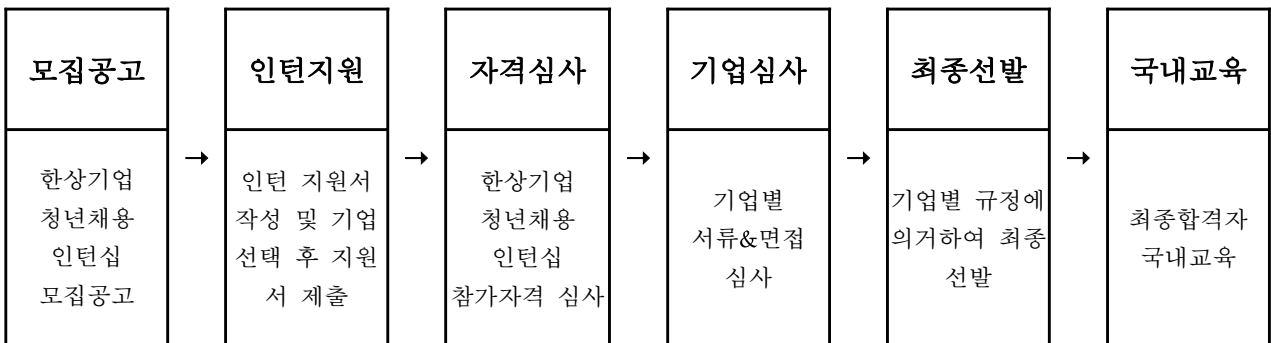 모집공고
한상기업
청년채용
인턴십
모집공고
→
인턴지원
인턴 지원서
작성 및 기업
선택 후 지원
서 제출
→
자격심사
한상기업
청년채용
인턴십
참가자격 심사
→
기업심사
기업별
서류&면접
심사
→
최종선발
기업별 규정에
의거하여 최종
선발
→
국내교육
최종합격자
국내교육